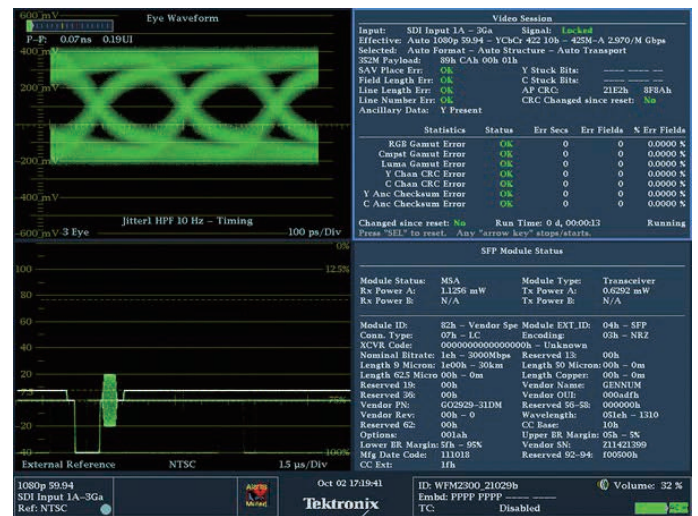 600 mV
Eye Waveform
P-P: 0.07ns 0.19UI
400 mV
200 mV
-200 mV
-400 mV
Jitter1 HPF 10 Hz – Timing
-600 mV 3 Eye 100 ps/Div
Video Session
Input: SDI Input 1A – 3Ga Signal: Locked
Effective: Auto 1080p 59.94 – YCbCr 422 10b – 425M-A 2.970/M Gbps
Selected: Auto Format – Auto Structure – Auto Transport
352M Payload: 89h CAh 00h 01h
SAV Place Err: OK Y Stuck Bits: ---- ---- --
Field Length Err: OK C Stuck Bits: ---- ---- --
Line Length Err: OK AP CRC: 21E2h 8F8Ah
Line Number Err: OK CRC Changed since reset: No
Ancillary Data: Y Present
Statistics Status Err Secs Err Fields % Err Fields
RGB Gamut Error OK 0 0 0.0000 %
Cmpst Gamut Error OK 0 0 0.0000 %
Luma Gamut Error OK 0 0 0.0000 %
Y Chan CRC Error OK 0 0 0.0000 %
C Chan CRC Error OK 0 0 0.0000 %
Y Anc Checksum Error OK 0 0 0.0000 %
C Anc Checksum Error OK 0 0 0.0000 %
Changed since reset: No Run Time: 0 d, 00:00:13 Running
Press "SEL" to reset. Any "arrow key" stops/starts.
0%
100 12.5%
80
60
40
20
7.5 75%
-20
-40 100%
External Reference NTSC 1.5 µs/Div
SFP Module Status
Module Status: MSA Module Type: Transceiver
Rx Power A: 1.1256 mW Tx Power A: 0.6292 mW
Rx Power B: N/A Tx Power B: N/A
Module ID: 82h – Vendor Spe Module EXT_ID: 04h – SFP
Conn. Type: 07h – LC Encoding: 03h – NRZ
XCVR Code: 0000000000000000h – Unknown
Nominal Bitrate: 1eh – 3000Mbps Reserved 13: 00h
Length 9 Micron: 1e00h – 30km Length 50 Micron: 00h – 0m
Length 62.5 Micro 00h – 0m Length Copper: 00h – 0m
Reserved 19: 00h Vendor Name: GENNUM
Reserved 36: 00h Vendor OUI: 000adfh
Vendor PN: GO2929-31DM Reserved 56-58: 000000h
Vendor Rev: 00h – 0 Wavelength: 051eh – 1310
Reserved 62: 00h CC Base: 10h
Options: 001ah Upper BR Margin: 05h – 5%
Lower BR Margin: 5fh – 95% Vendor SN: Z11421399
Mfg Date Code: 111018 Reserved 92-94: f00500h
CC Ext: 1fh
1080p 59.94
SDI Input 1A-3Ga
Ref: NTSC
Alarms
Muted
Oct 02 17:19:41
Tektronix
ID: WFM2300_21029b
Embd: PPPP PPPP ---- ----
TC: Disabled
Volume: 32 %